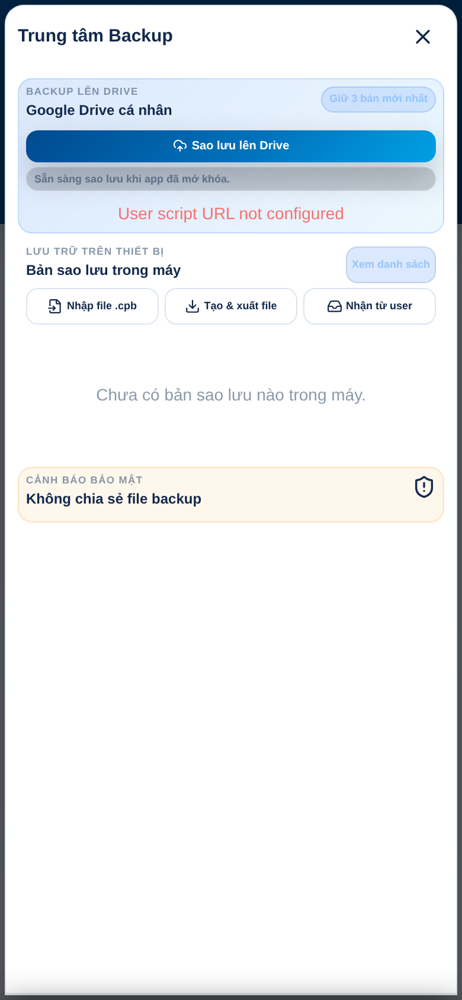 Trung tâm Backup
BACKUP LÊN DRIVE
Google Drive cá nhân
Giữ 3 bản mới nhất
Sao lưu lên Drive
Sẵn sàng sao lưu khi app đã mở khóa.
User script URL not configured
LƯU TRỮ TRÊN THIẾT BỊ
Bản sao lưu trong máy
Xem danh sách
Nhập file .cpb
Tạo & xuất file
Nhận từ user
Chưa có bản sao lưu nào trong máy.
CẢNH BÁO BẢO MẬT
Không chia sẻ file backup